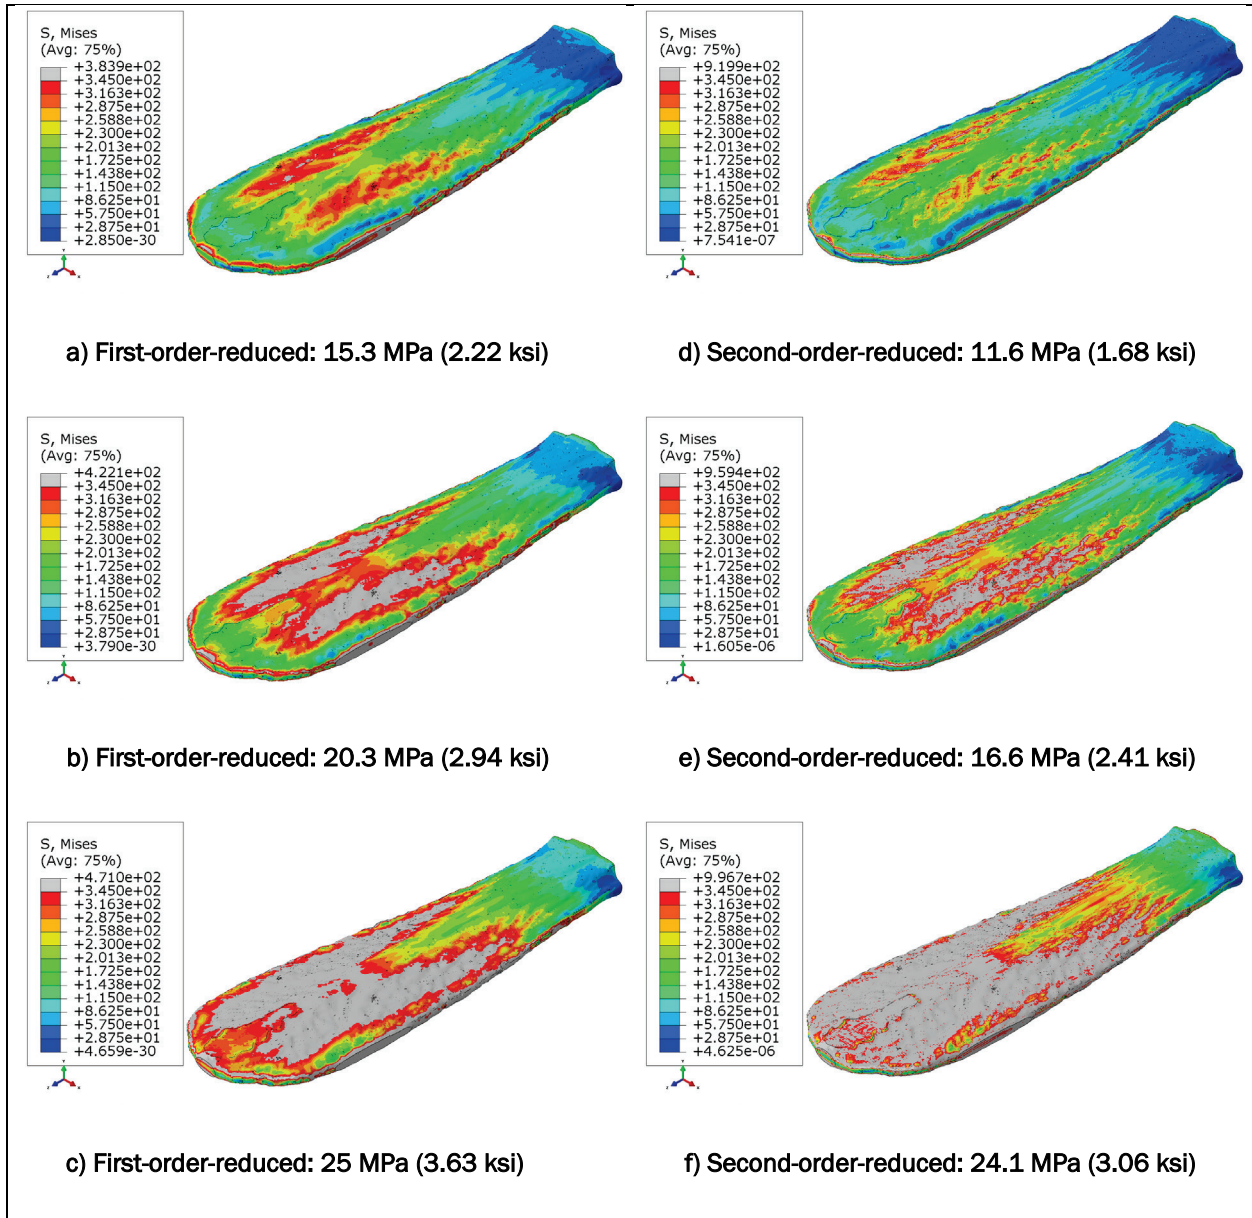 S, Mises
(Avg: 75%)
+3.839e+02
+3.450e+02
+3.163e+02
+2.875e+02
+2.588e+02
+2.300e+02
+2.013e+02
+1.725e+02
+1.438e+02
+1.150e+02
+8.625e+01
+5.750e+01
+2.875e+01
+2.850e-30
a) First-order-reduced: 15.3 MPa (2.22 ksi)
S, Mises
(Avg: 75%)
+9.199e+02
+3.450e+02
+3.163e+02
+2.875e+02
+2.588e+02
+2.300e+02
+2.013e+02
+1.725e+02
+1.438e+02
+1.150e+02
+8.625e+01
+5.750e+01
+2.875e+01
+7.541e-07
d) Second-order-reduced: 11.6 MPa (1.68 ksi)
S, Mises
(Avg: 75%)
+4.221e+02
+3.450e+02
+3.163e+02
+2.875e+02
+2.588e+02
+2.300e+02
+2.013e+02
+1.725e+02
+1.438e+02
+1.150e+02
+8.625e+01
+5.750e+01
+2.875e+01
+3.790e-30
b) First-order-reduced: 20.3 MPa (2.94 ksi)
S, Mises
(Avg: 75%)
+9.594e+02
+3.450e+02
+3.163e+02
+2.875e+02
+2.588e+02
+2.300e+02
+2.013e+02
+1.725e+02
+1.438e+02
+1.150e+02
+8.625e+01
+5.750e+01
+2.875e+01
+1.605e-06
e) Second-order-reduced: 16.6 MPa (2.41 ksi)
S, Mises
(Avg: 75%)
+4.710e+02
+3.450e+02
+3.163e+02
+2.875e+02
+2.588e+02
+2.300e+02
+2.013e+02
+1.725e+02
+1.438e+02
+1.150e+02
+8.625e+01
+5.750e+01
+2.875e+01
+4.659e-30
c) First-order-reduced: 25 MPa (3.63 ksi)
S, Mises
(Avg: 75%)
+9.967e+02
+3.450e+02
+3.163e+02
+2.875e+02
+2.588e+02
+2.300e+02
+2.013e+02
+1.725e+02
+1.438e+02
+1.150e+02
+8.625e+01
+5.750e+01
+2.875e+01
+4.625e-06
f) Second-order-reduced: 24.1 MPa (3.06 ksi)